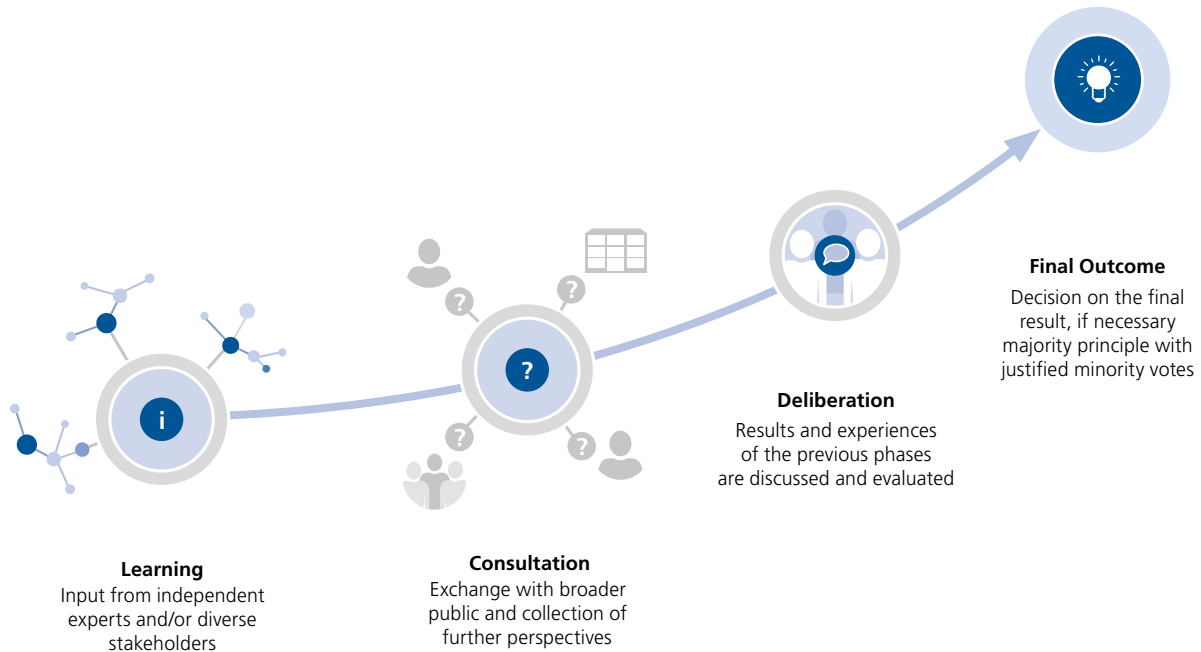 i
Learning
Input from independent
experts and/or diverse
stakeholders
?
?
?
?
?
Consultation
Exchange with broader
public and collection of
further perspectives
Deliberation
Results and experiences
of the previous phases
are discussed and evaluated
Final Outcome
Decision on the final
result, if necessary
majority principle with
justified minority votes